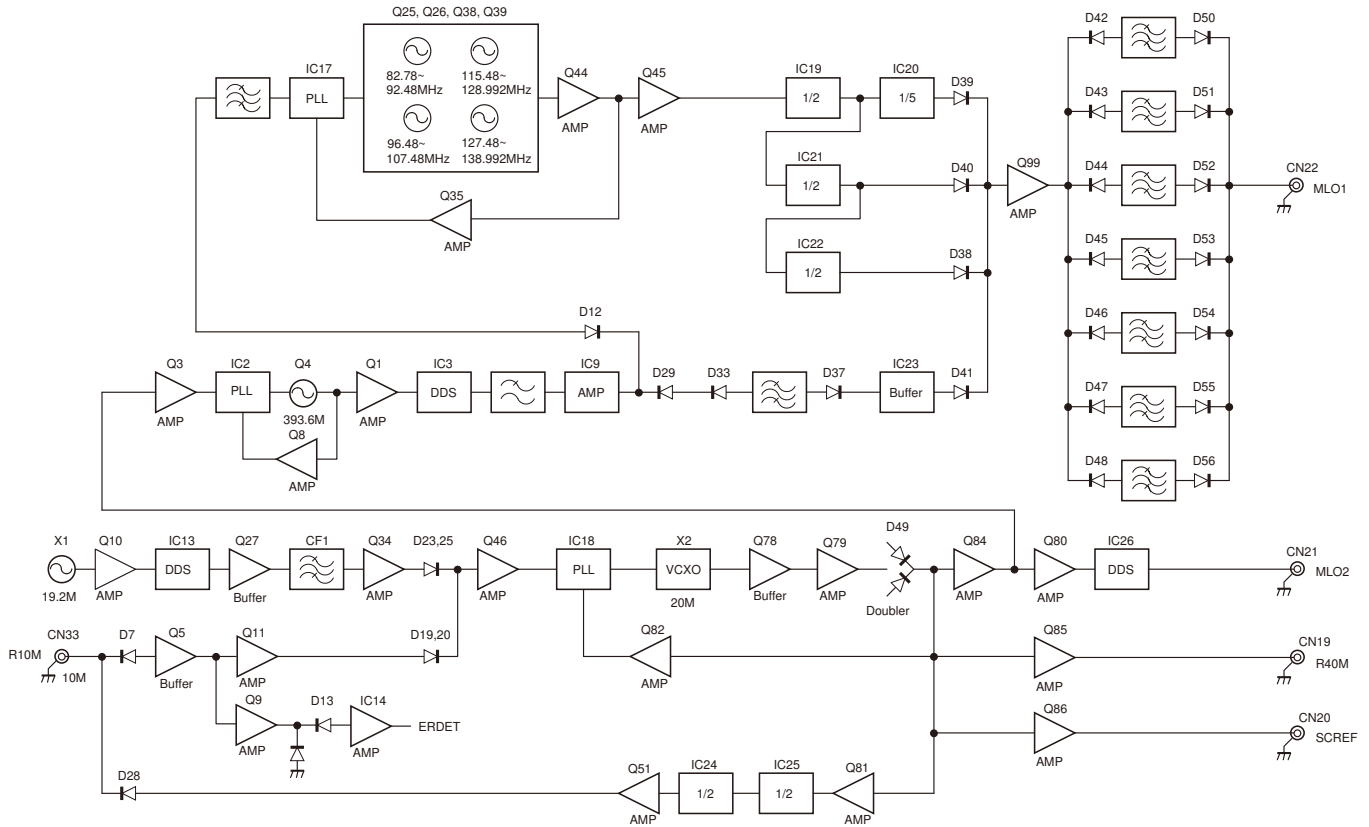 Q25, Q26, Q38, Q39
D42
D50
IC17
82.78~
92.48MHz
115.48~
128.992MHz
Q44
Q45
IC19
IC20
D39
PLL
1/2
1/5
AMP
AMP
D43
D51
96.48~
107.48MHz
127.48~
138.992MHz
IC21
D40
Q99
D44
D52
CN22
1/2
MLO1
Q35
AMP
AMP
IC22
D38
D45
D53
1/2
D12
D46
D54
Q3
IC2
Q4
Q1
IC3
IC9
D29
D33
D37
IC23
D41
PLL
DDS
AMP
Buffer
D47
D55
AMP
393.6M
AMP
Q8
AMP
D48
D56
X1
Q10
IC13
Q27
CF1
Q34
D23,25
Q46
IC18
X2
Q78
Q79
D49
Q84
Q80
IC26
CN21
DDS
PLL
VCXO
DDS
MLO2
19.2M
AMP
Buffer
AMP
AMP
20M
Buffer
AMP
Doubler
AMP
AMP
CN33
D7
Q5
Q11
D19,20
Q82
Q85
CN19
R10M
10M
Buffer
AMP
AMP
AMP
R40M
Q9
D13
IC14
ERDET
Q86
CN20
AMP
AMP
AMP
SCREF
D28
Q51
IC24
IC25
Q81
1/2
1/2
AMP
AMP